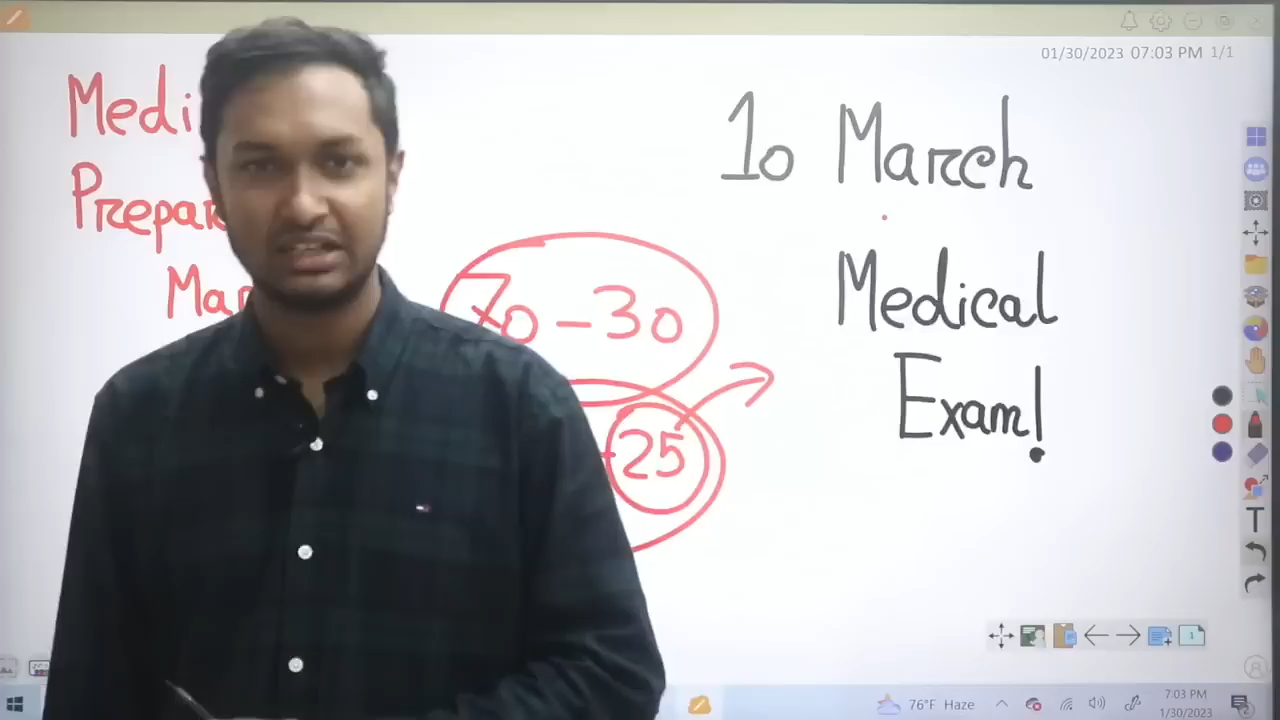 01/30/2023 07:03 PM 1/1
Medi
Prepar
Mar
10 March
Medical
Exam!
70-30
25
T
1
76°F Haze
7:03 PM
1/30/2023